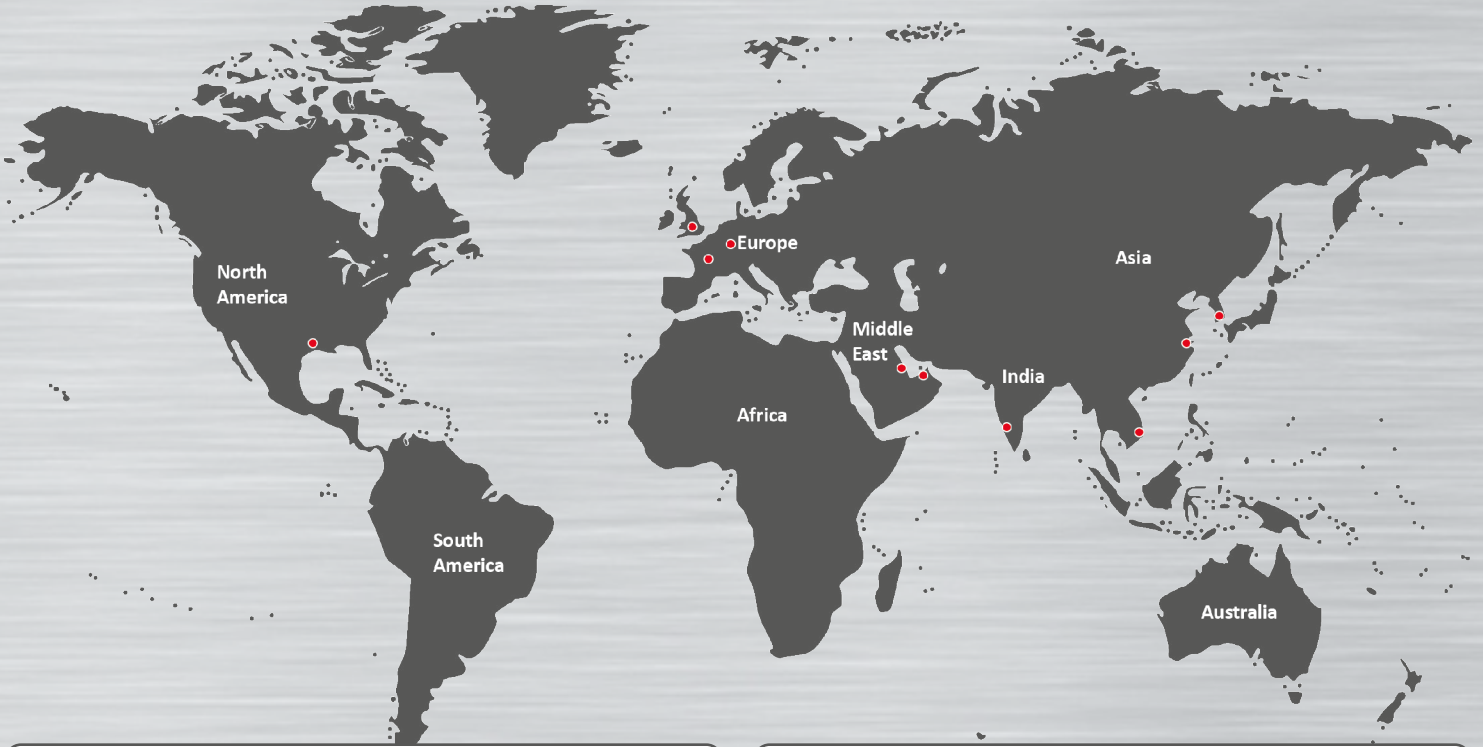 North
America
Europe
Asia
Middle
East
India
Africa
South
America
Australia